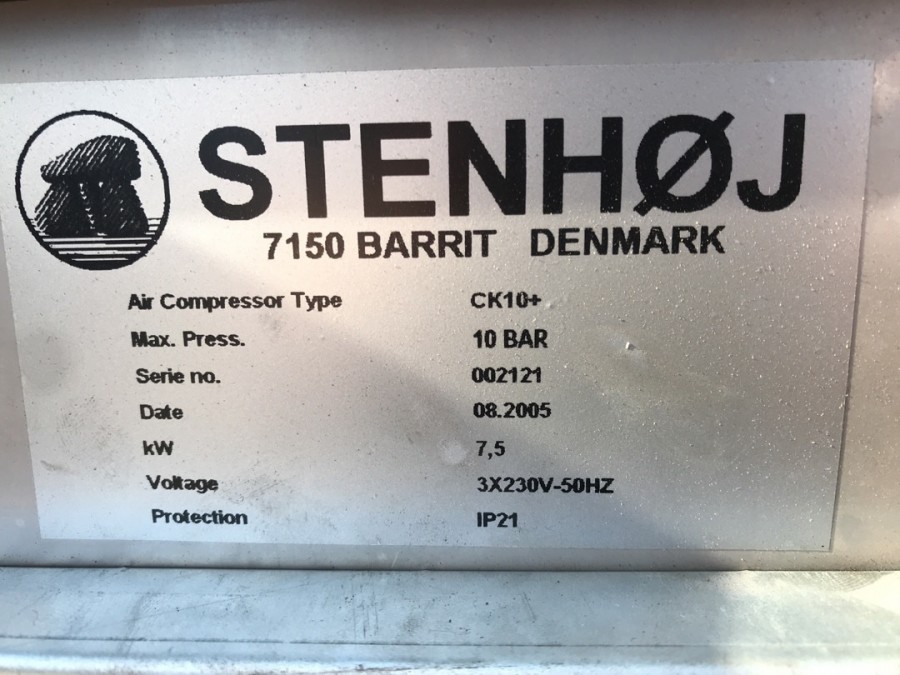 STENHØJ
7150 BARRIT DENMARK
Air Compressor Type CK10+
Max. Press. 10 BAR
Serie no. 002121
Date 08.2005
kW 7,5
Voltage 3X230V-50HZ
Protection IP21